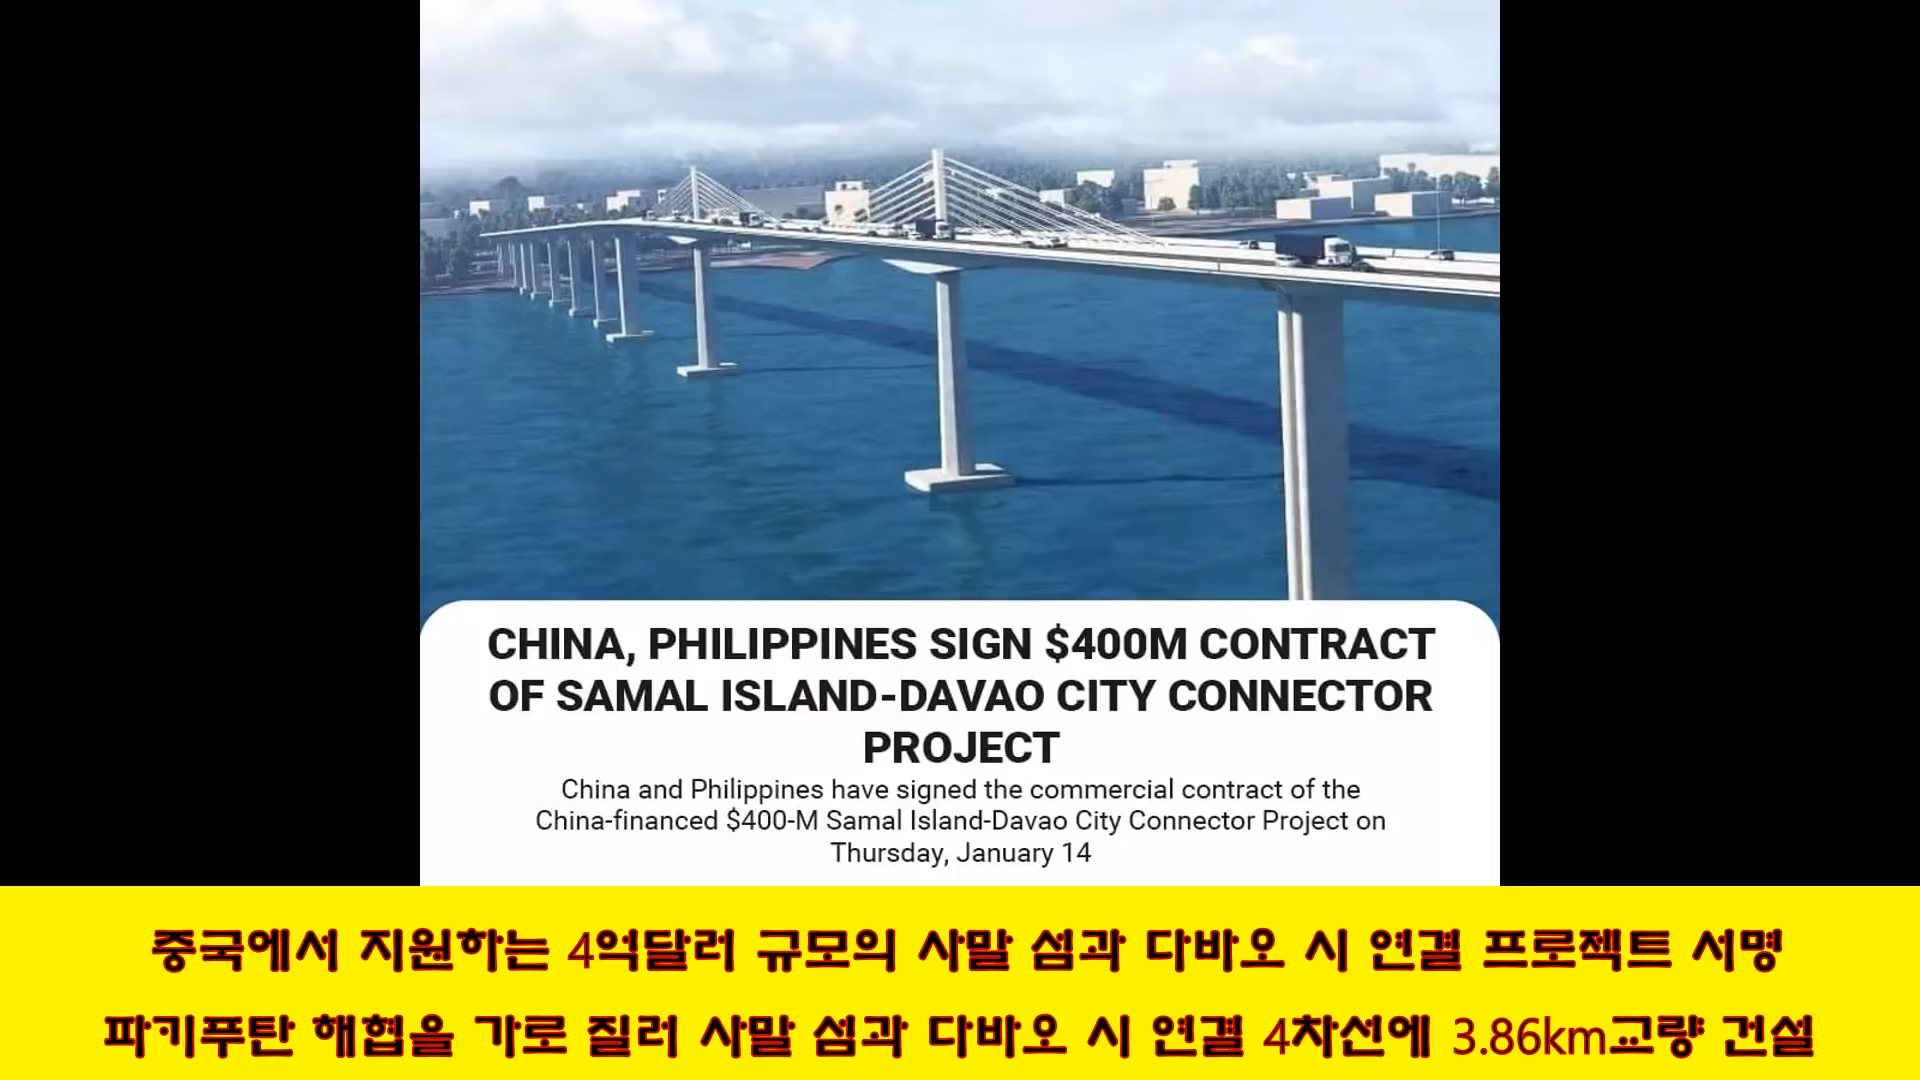 CHINA, PHILIPPINES SIGN $400M CONTRACT
OF SAMAL ISLAND-DAVAO CITY CONNECTOR
PROJECT
China and Philippines have signed the commercial contract of the
China-financed $400-M Samal Island-Davao City Connector Project on
Thursday, January 14
중국에서 지원하는 4억달러 규모의 사말 섬과 다바오 시 연결 프로젝트 서명
파기푸탄 해협을 가로 질러 사말 섬과 다바오 시 연결 4차선에 3.86km교량 건설